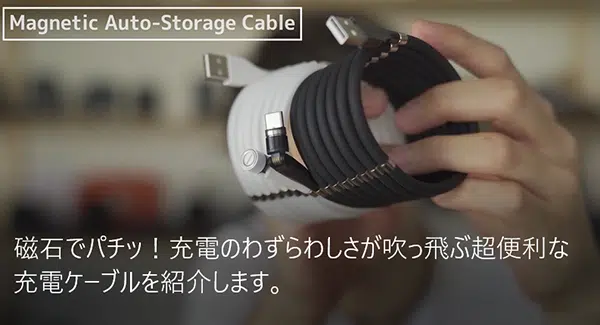 Magnetic Auto-Storage Cable
磁石でパチッ！充電のわずらわしさが吹っ飛ぶ超便利な
充電ケーブルを紹介します。